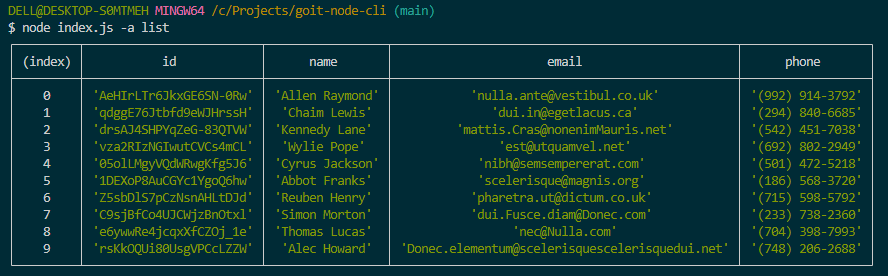 DELL@DESKTOP-S0MTMEH MINGW64 /c/Projects/goit-node-cli (main)
$ node index.js -a list
(index) id name email phone
0 'AeHIrLTr6JkxGE6SN-0Rw' 'Allen Raymond' 'nulla.ante@vestibul.co.uk' '(992) 914-3792'
1 'qdggE76Jtbfd9eWJHrssH' 'Chaim Lewis' 'dui.in@egetlacus.ca' '(294) 840-6685'
2 'drsAJ4SHPYqZeG-83QTVW' 'Kennedy Lane' 'mattis.Cras@nonenimMauris.net' '(542) 451-7038'
3 'vza2RIzNGIwutCVCs4mCL' 'Wylie Pope' 'est@utquamvel.net' '(692) 802-2949'
4 '05olLMgyVQdWRwgKfg5J6' 'Cyrus Jackson' 'nibh@semsempererat.com' '(501) 472-5218'
5 '1DEXoP8AuCGYc1YgoQ6hw' 'Abbot Franks' 'scelerisque@magnis.org' '(186) 568-3720'
6 'Z5sbDlS7pCzNsnAHLtDJd' 'Reuben Henry' 'pharetra.ut@dictum.co.uk' '(715) 598-5792'
7 'C9sjBfCo4UJCWjzBnOtxl' 'Simon Morton' 'dui.Fusce.diam@Donec.com' '(233) 738-2360'
8 'e6ywwRe4jcqxXfCZOj_1e' 'Thomas Lucas' 'nec@Nulla.com' '(704) 398-7993'
9 'rsKkOQUi80UsgVPCcLZZW' 'Alec Howard' 'Donec.elementum@scelerisquescelerisquedui.net' '(748) 206-2688'